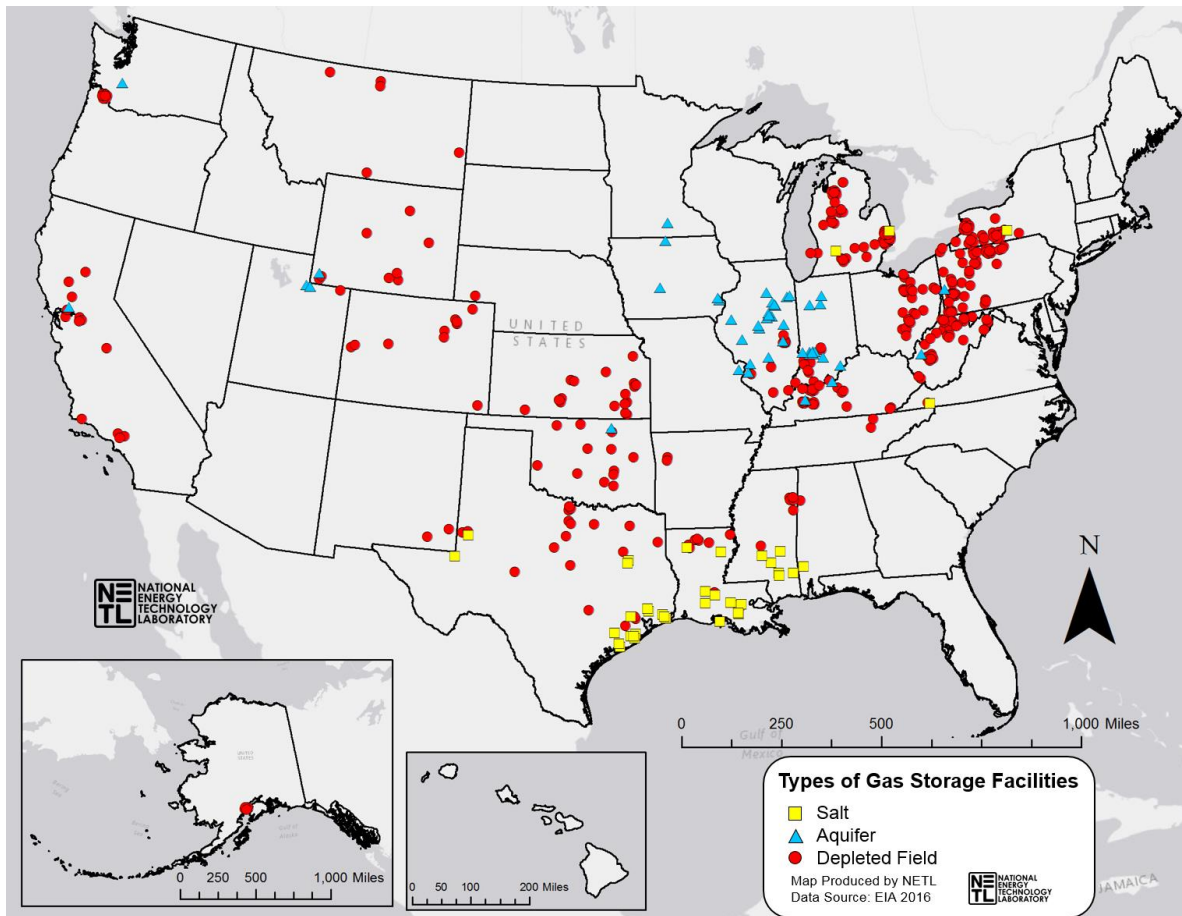 UNITED
STATES
NETL NATIONAL
ENERGY
TECHNOLOGY
LABORATORY
N
0 250 500 1,000 Miles
Gulf of
Mexico
0 250 500 1,000 Miles
0 50 100 200 Miles
Types of Gas Storage Facilities
Salt
Aquifer
Depleted Field
Map Produced by NETL
Data Source: EIA 2016
NETL NATIONAL
ENERGY
TECHNOLOGY
LABORATORY
JAMAICA